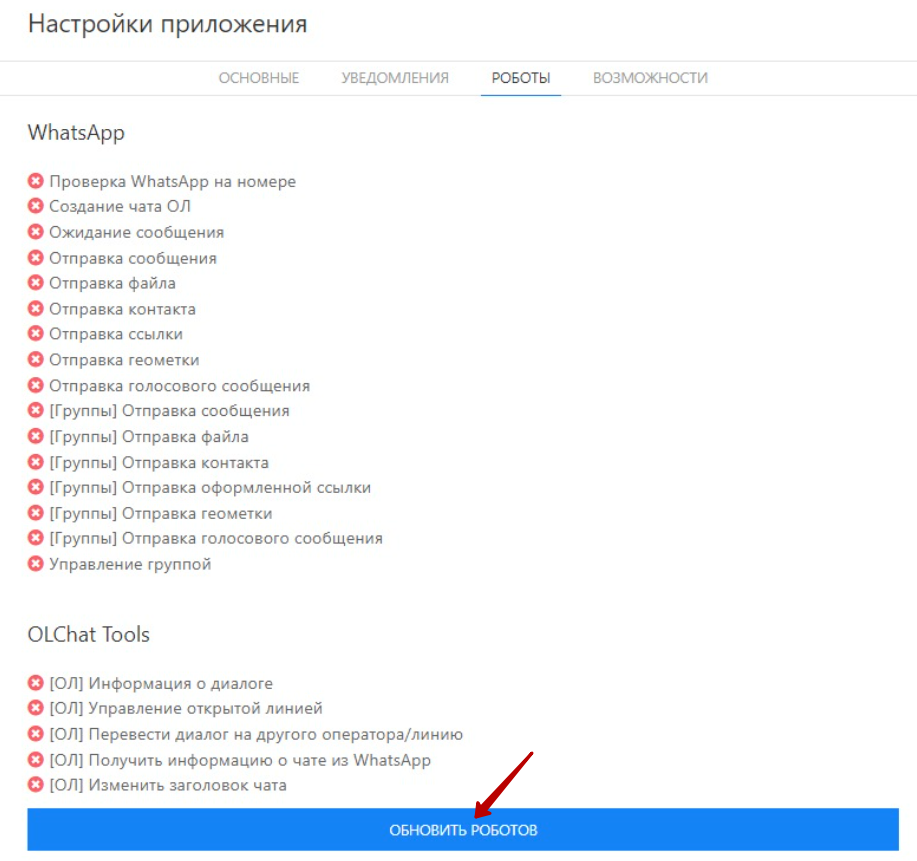 Настройки приложения
ОСНОВНЫЕ УВЕДОМЛЕНИЯ РОБОТЫ ВОЗМОЖНОСТИ
WhatsApp
Проверка WhatsApp на номере
Создание чата ОЛ
Ожидание сообщения
Отправка сообщения
Отправка файла
Отправка контакта
Отправка ссылки
Отправка геометки
Отправка голосового сообщения
[Группы] Отправка сообщения
[Группы] Отправка файла
[Группы] Отправка контакта
[Группы] Отправка оформленной ссылки
[Группы] Отправка геометки
[Группы] Отправка голосового сообщения
Управление группой
OLChat Tools
[ОЛ] Информация о диалоге
[ОЛ] Управление открытой линией
[ОЛ] Перевести диалог на другого оператора/линию
[ОЛ] Получить информацию о чате из WhatsApp
[ОЛ] Изменить заголовок чата
ОБНОВИТЬ РОБОТОВ